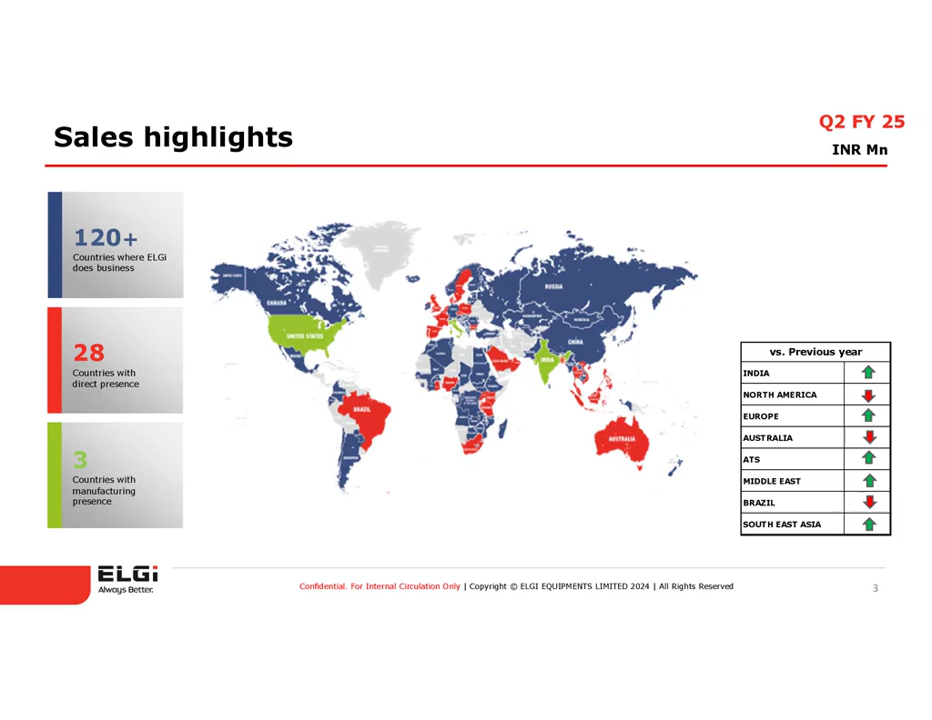 Sales highlights
Q2 FY 25
INR Mn
120+
Countries where ELGi
does business
28
Countries with
direct presence
3
Countries with
manufacturing
presence
CANADA
UNITED STATES
BRAZIL
RUSSIA
CHINA
INDIA
AUSTRALIA
vs. Previous year
INDIA
NORTH AMERICA
EUROPE
AUSTRALIA
ATS
MIDDLE EAST
BRAZIL
SOUTH EAST ASIA
ELGi
Always Better.
Confidential. For Internal Circulation Only | Copyright © ELGI EQUIPMENTS LIMITED 2024 | All Rights Reserved
3